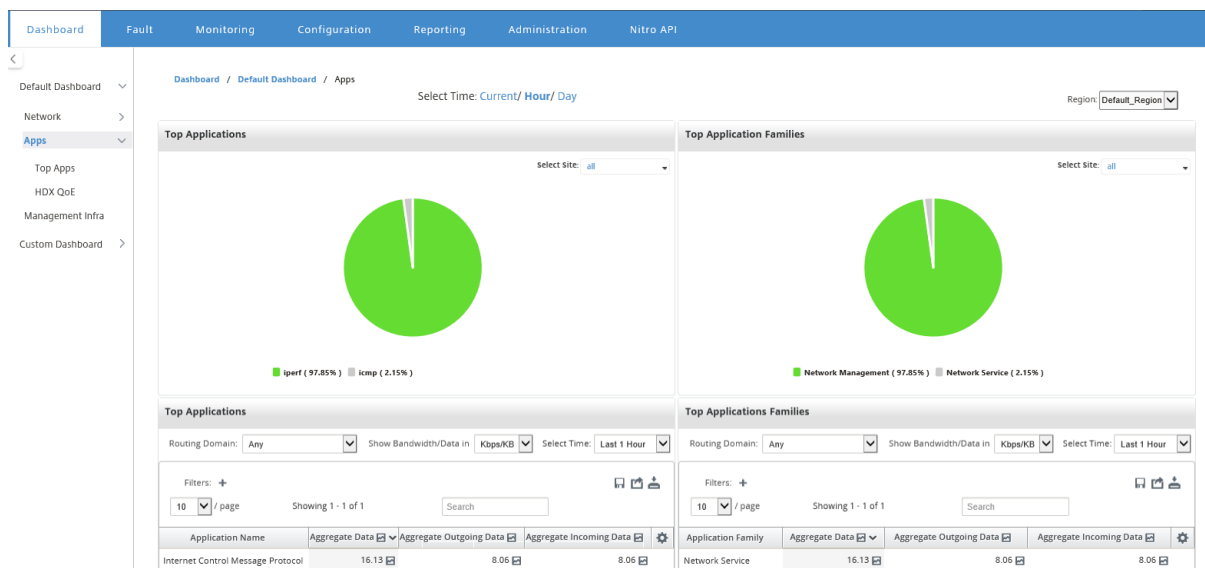 Dashboard Fault Monitoring Configuration Reporting Administration Nitro API
Default Dashboard
Network
Apps
Top Apps
HDX QoE
Management Infra
Custom Dashboard
Dashboard / Default Dashboard / Apps
Select Time: Current/ Hour/ Day
Region: Default_Region
Top Applications
Select Site: all
iperf ( 97.85% ) icmp ( 2.15% )
Top Application Families
Select Site: all
Network Management ( 97.85% ) Network Service ( 2.15% )
Top Applications
Routing Domain: Any Show Bandwidth/Data in Kbps/KB Select Time: Last 1 Hour
Filters: +
10 / page Showing 1 - 1 of 1 Search
Application Name Aggregate Data Aggregate Outgoing Data Aggregate Incoming Data
Internet Control Message Protocol 16.13 8.06 8.06
Top Applications Families
Routing Domain: Any Show Bandwidth/Data in Kbps/KB Select Time: Last 1 Hour
Filters: +
10 / page Showing 1 - 1 of 1 Search
Application Family Aggregate Data Aggregate Outgoing Data Aggregate Incoming Data
Network Service 16.13 8.06 8.06